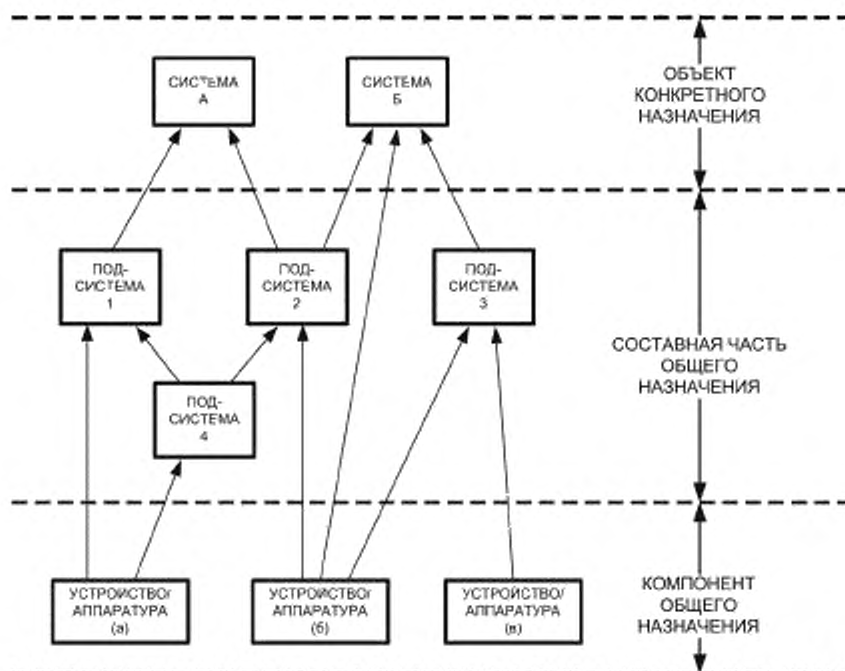 СИСТЕМА
А
СИСТЕМА
Б
ОБЪЕКТ
КОНКРЕТНОГО
НАЗНАЧЕНИЯ
ПОД-
СИСТЕМА
1
ПОД-
СИСТЕМА
2
ПОД-
СИСТЕМА
3
СОСТАВНАЯ ЧАСТЬ
ОБЩЕГО
НАЗНАЧЕНИЯ
ПОД-
СИСТЕМА
4
УСТРОЙСТВО/
АППАРАТУРА
(а)
УСТРОЙСТВО/
АППАРАТУРА
(б)
УСТРОЙСТВО/
АППАРАТУРА
(в)
КОМПОНЕНТ
ОБЩЕГО
НАЗНАЧЕНИЯ